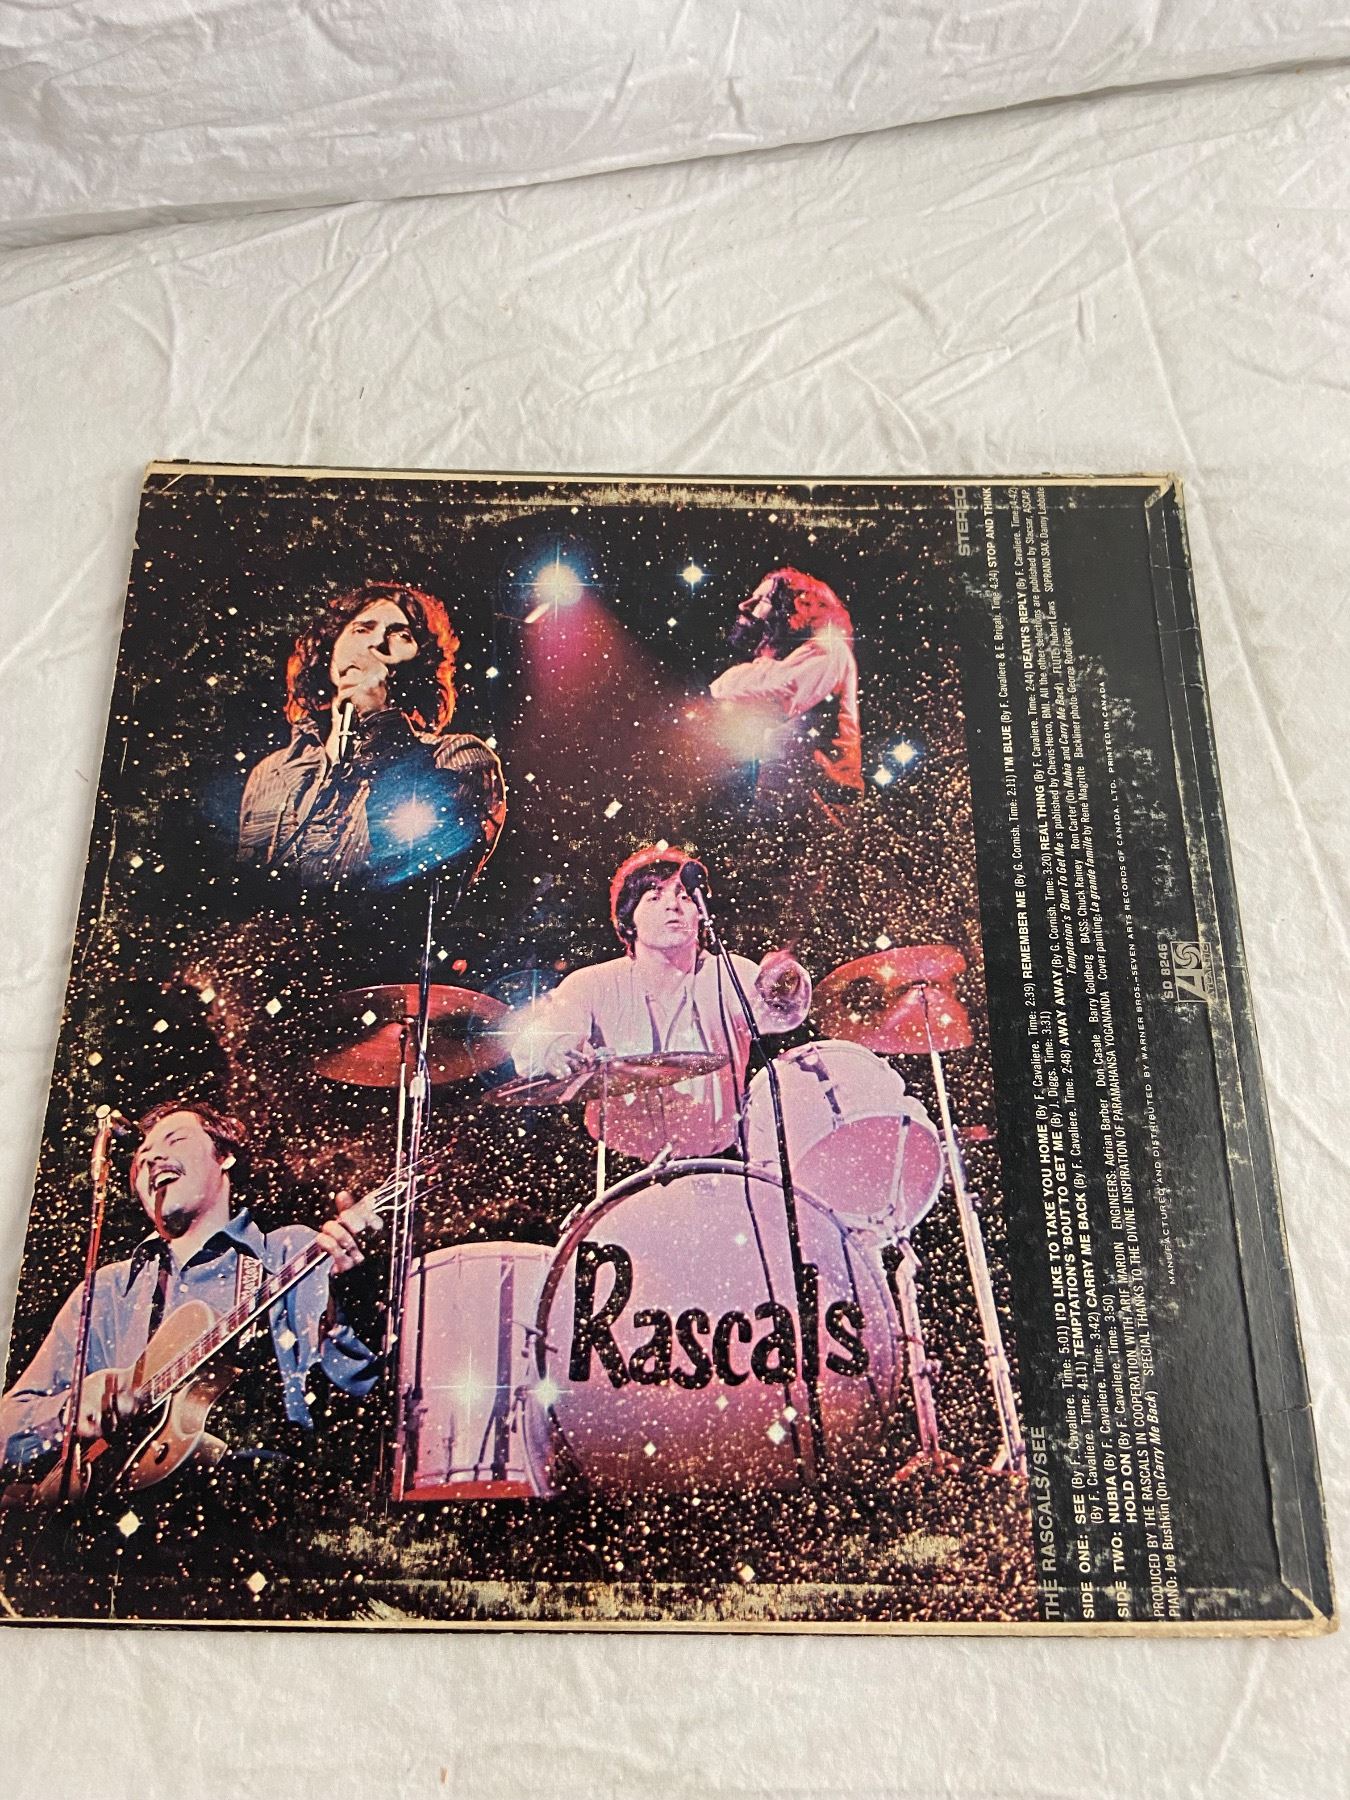 STEREO
THE RASCALS/SEE
SIDE ONE: SEE (By F. Cavaliere. Time: 5:01) I'D LIKE TO TAKE YOU HOME (By F. Cavaliere. Time: 2:39) REMEMBER ME (By G. Cornish. Time: 2:11) I'M BLUE (By F. Cavaliere & E. Brigati. Time: 4:34) STOP AND THINK
(By F. Cavaliere. Time: 4:11) TEMPTATION'S 'BOUT TO GET ME (By J. Diggs. Time: 3:31)
SIDE TWO: NUBIA (By F. Cavaliere. Time: 3:42) CARRY ME BACK (By F. Cavaliere. Time: 2:48) AWAY AWAY (By G. Cornish. Time: 3:20) REAL THING (By F. Cavaliere. Time: 2:44) DEATH'S REPLY (By F. Cavaliere. Time: 4:42)
HOLD ON (By F. Cavaliere. Time: 3:50) Temptation's 'Bout To Get Me is published by Chevis-Herco, BMI. All the other selections are published by Slacsar, ASCAP.
PRODUCED BY THE RASCALS IN COOPERATION WITH ARIF MARDIN ENGINEERS: Adrian Barber Don Casale Barry Goldberg BASS: Chuck Rainey Ron Carter (On Nubia and Carry Me Back) FLUTE: Hubert Laws SOPRANO SAX: Danny Labbate
PIANO: Joe Bushkin (On Carry Me Back) SPECIAL THANKS TO THE DIVINE INSPIRATION OF PARAMAHANSA YOGANANDA Cover painting: La grande famille by René Magritte Backliner photo: George Rodriguez
MANUFACTURED AND DISTRIBUTED BY WARNER BROS.-SEVEN ARTS RECORDS OF CANADA, LTD. PRINTED IN CANADA
SD 8246
ATLANTIC
Rascals